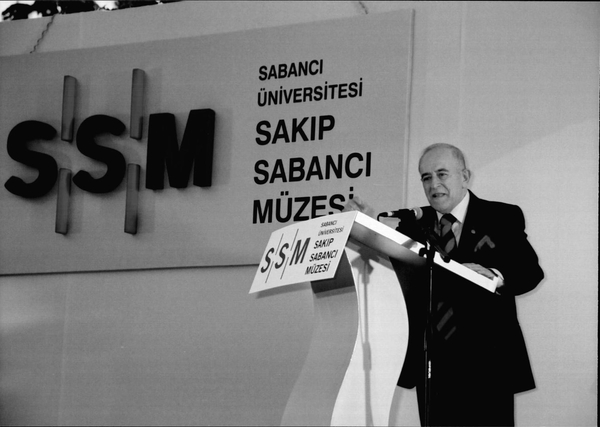 SSM
SABANCI
ÜNİVERSİTESİ
SAKIP
SABANCI
MÜZESİ
SSM
SABANCI
ÜNİVERSİTESİ
SAKIP
SABANCI
MÜZESİ